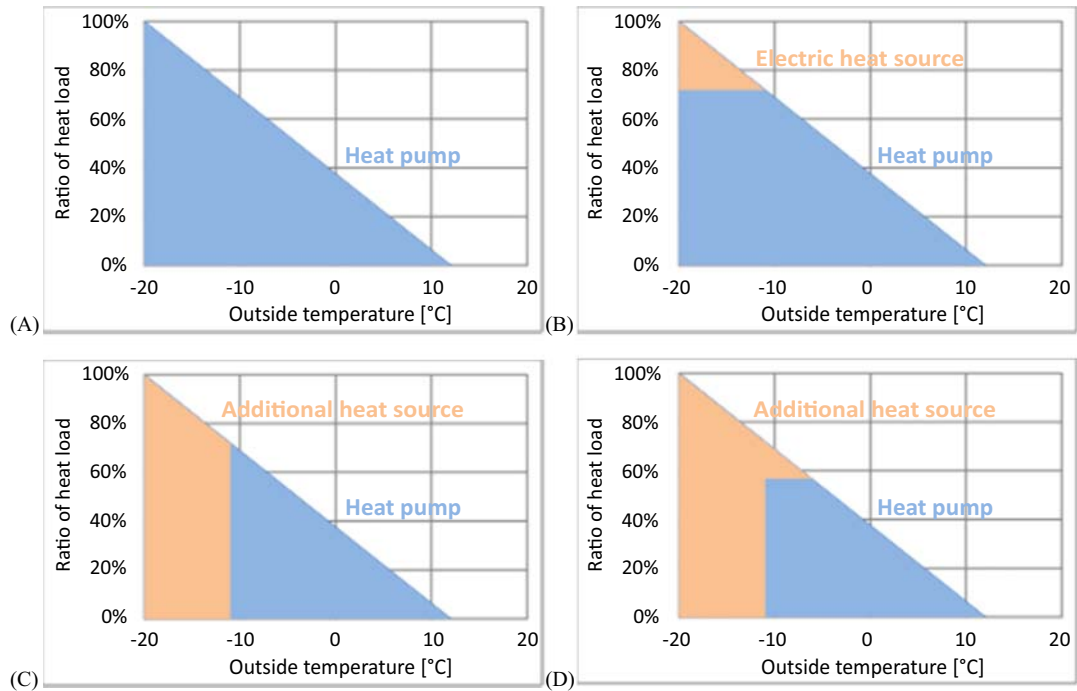 100%
80%
60%
40%
20%
0%
Ratio of heat load
Heat pump
-20
-10
0
10
20
Outside temperature [°C]
(A)
100%
80%
60%
40%
20%
0%
Ratio of heat load
Electric heat source
Heat pump
-20
-10
0
10
20
Outside temperature [°C]
(B)
100%
80%
60%
40%
20%
0%
Ratio of heat load
Additional heat source
Heat pump
-20
-10
0
10
20
Outside temperature [°C]
(C)
100%
80%
60%
40%
20%
0%
Ratio of heat load
Additional heat source
Heat pump
-20
-10
0
10
20
Outside temperature [°C]
(D)